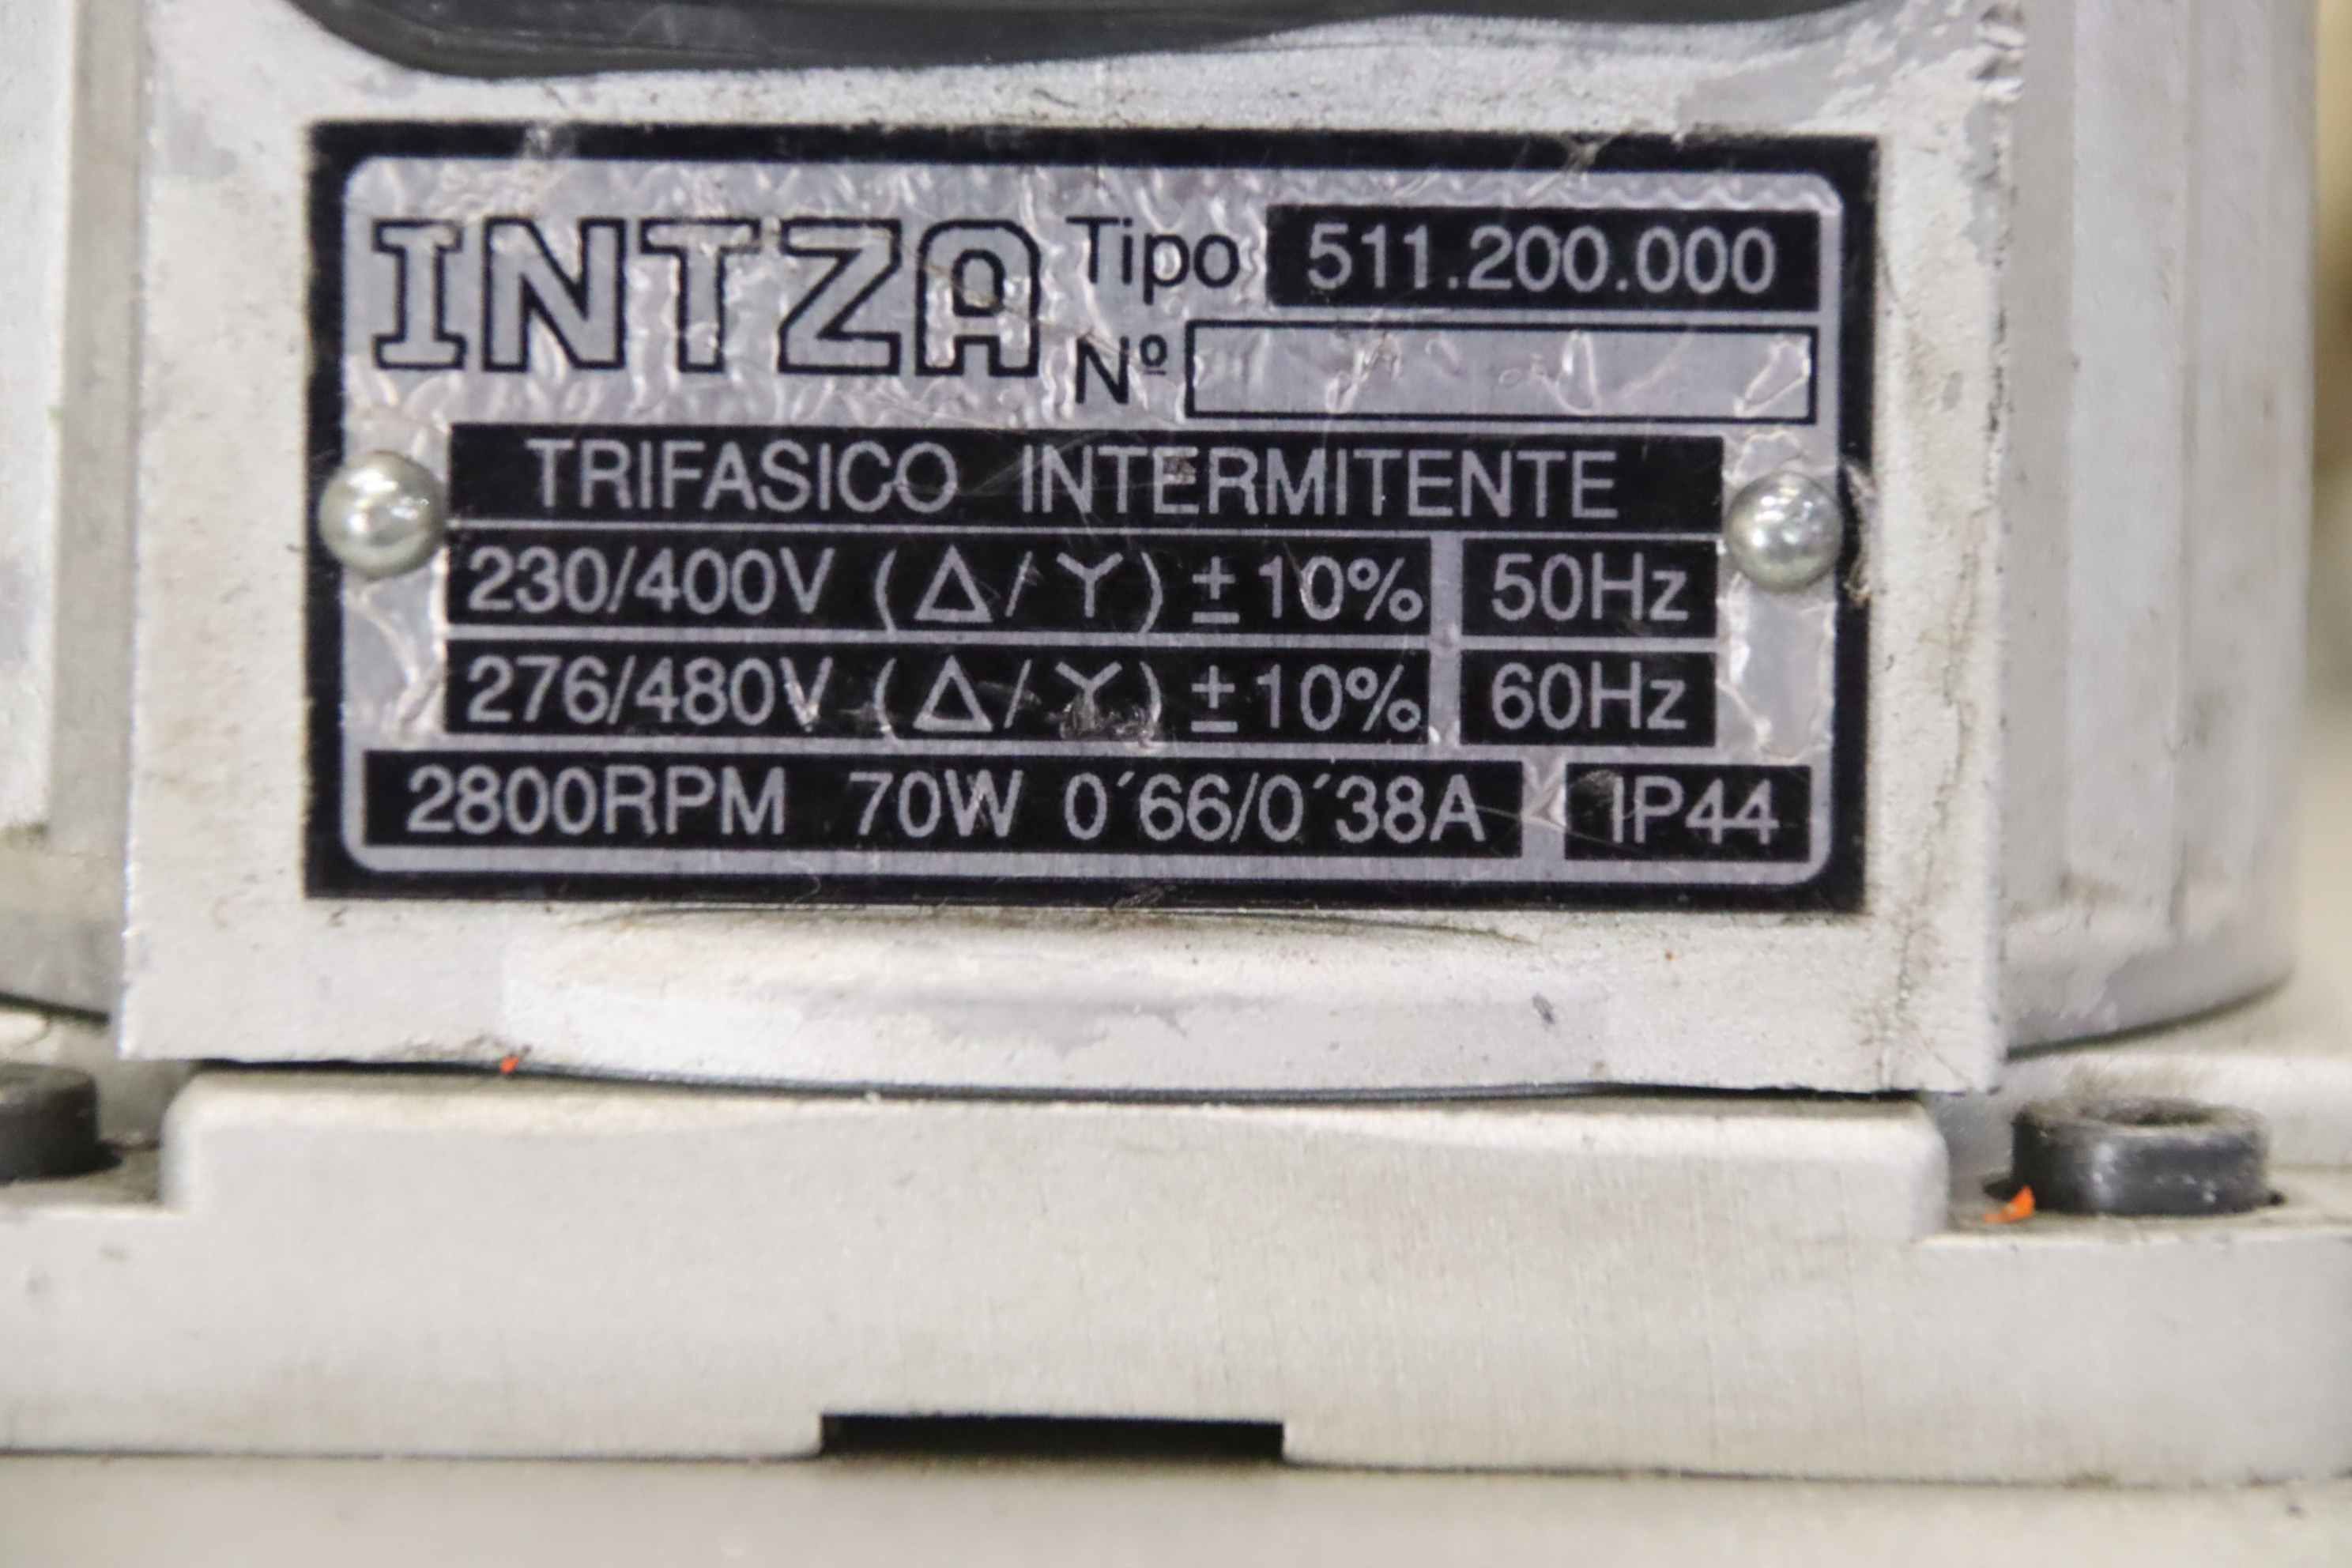 INTZA Tipo 511.200.000
Nº
TRIFASICO INTERMITENTE
230/400V (Δ/Y) ±10% 50Hz
276/480V (Δ/Y) ±10% 60Hz
2800RPM 70W 0´66/0´38A IP44